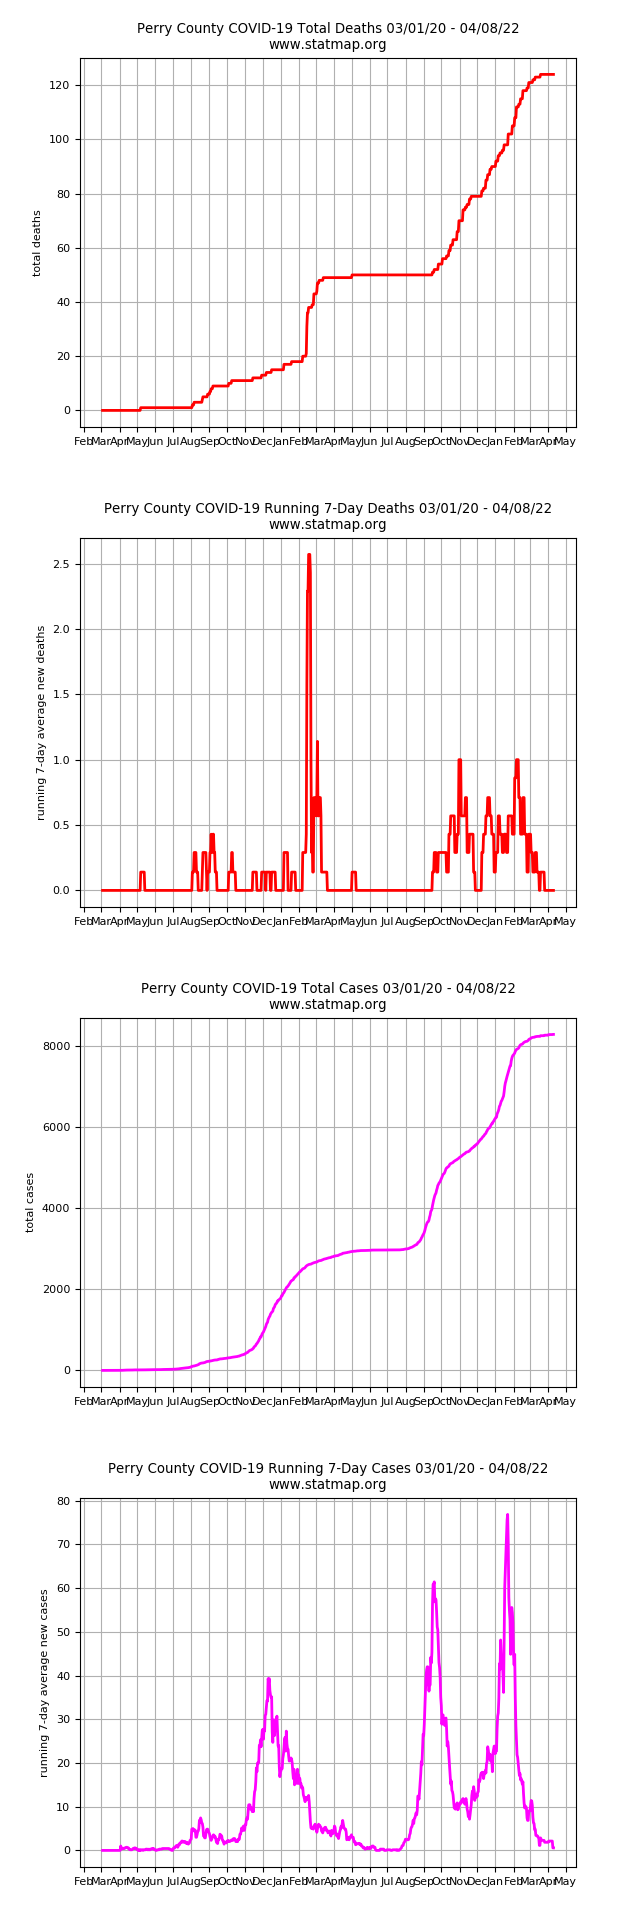 Perry County COVID-19 Total Deaths 03/01/20 - 04/08/22
www.statmap.org
total deaths
120
100
80
60
40
20
0
Feb Mar Apr May Jun Jul Aug Sep Oct Nov Dec Jan Feb Mar Apr May Jun Jul Aug Sep Oct Nov Dec Jan Feb Mar Apr May
Perry County COVID-19 Running 7-Day Deaths 03/01/20 - 04/08/22
www.statmap.org
running 7-day average new deaths
2.5
2.0
1.5
1.0
0.5
0.0
Feb Mar Apr May Jun Jul Aug Sep Oct Nov Dec Jan Feb Mar Apr May Jun Jul Aug Sep Oct Nov Dec Jan Feb Mar Apr May
Perry County COVID-19 Total Cases 03/01/20 - 04/08/22
www.statmap.org
total cases
8000
6000
4000
2000
0
Feb Mar Apr May Jun Jul Aug Sep Oct Nov Dec Jan Feb Mar Apr May Jun Jul Aug Sep Oct Nov Dec Jan Feb Mar Apr May
Perry County COVID-19 Running 7-Day Cases 03/01/20 - 04/08/22
www.statmap.org
running 7-day average new cases
80
70
60
50
40
30
20
10
0
Feb Mar Apr May Jun Jul Aug Sep Oct Nov Dec Jan Feb Mar Apr May Jun Jul Aug Sep Oct Nov Dec Jan Feb Mar Apr May